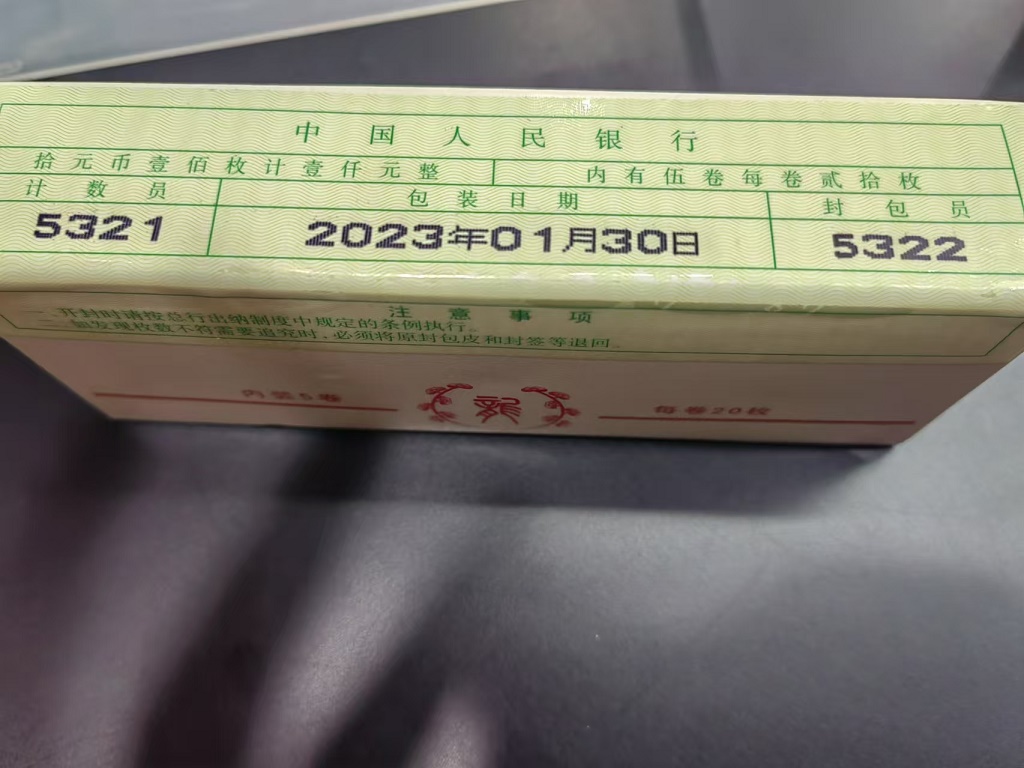 中国人民银行
拾元币壹佰枚计壹仟元整 内有伍卷每卷贰拾枚
计数员 包装日期 封包员
5321 2023年01月30日 5322
注意事项
一、开封时请按总行出纳制度中规定的条例执行。
二、如发现枚数不符需要追究时，必须将原封包皮和封签等退回。
内装5卷 每卷20枚